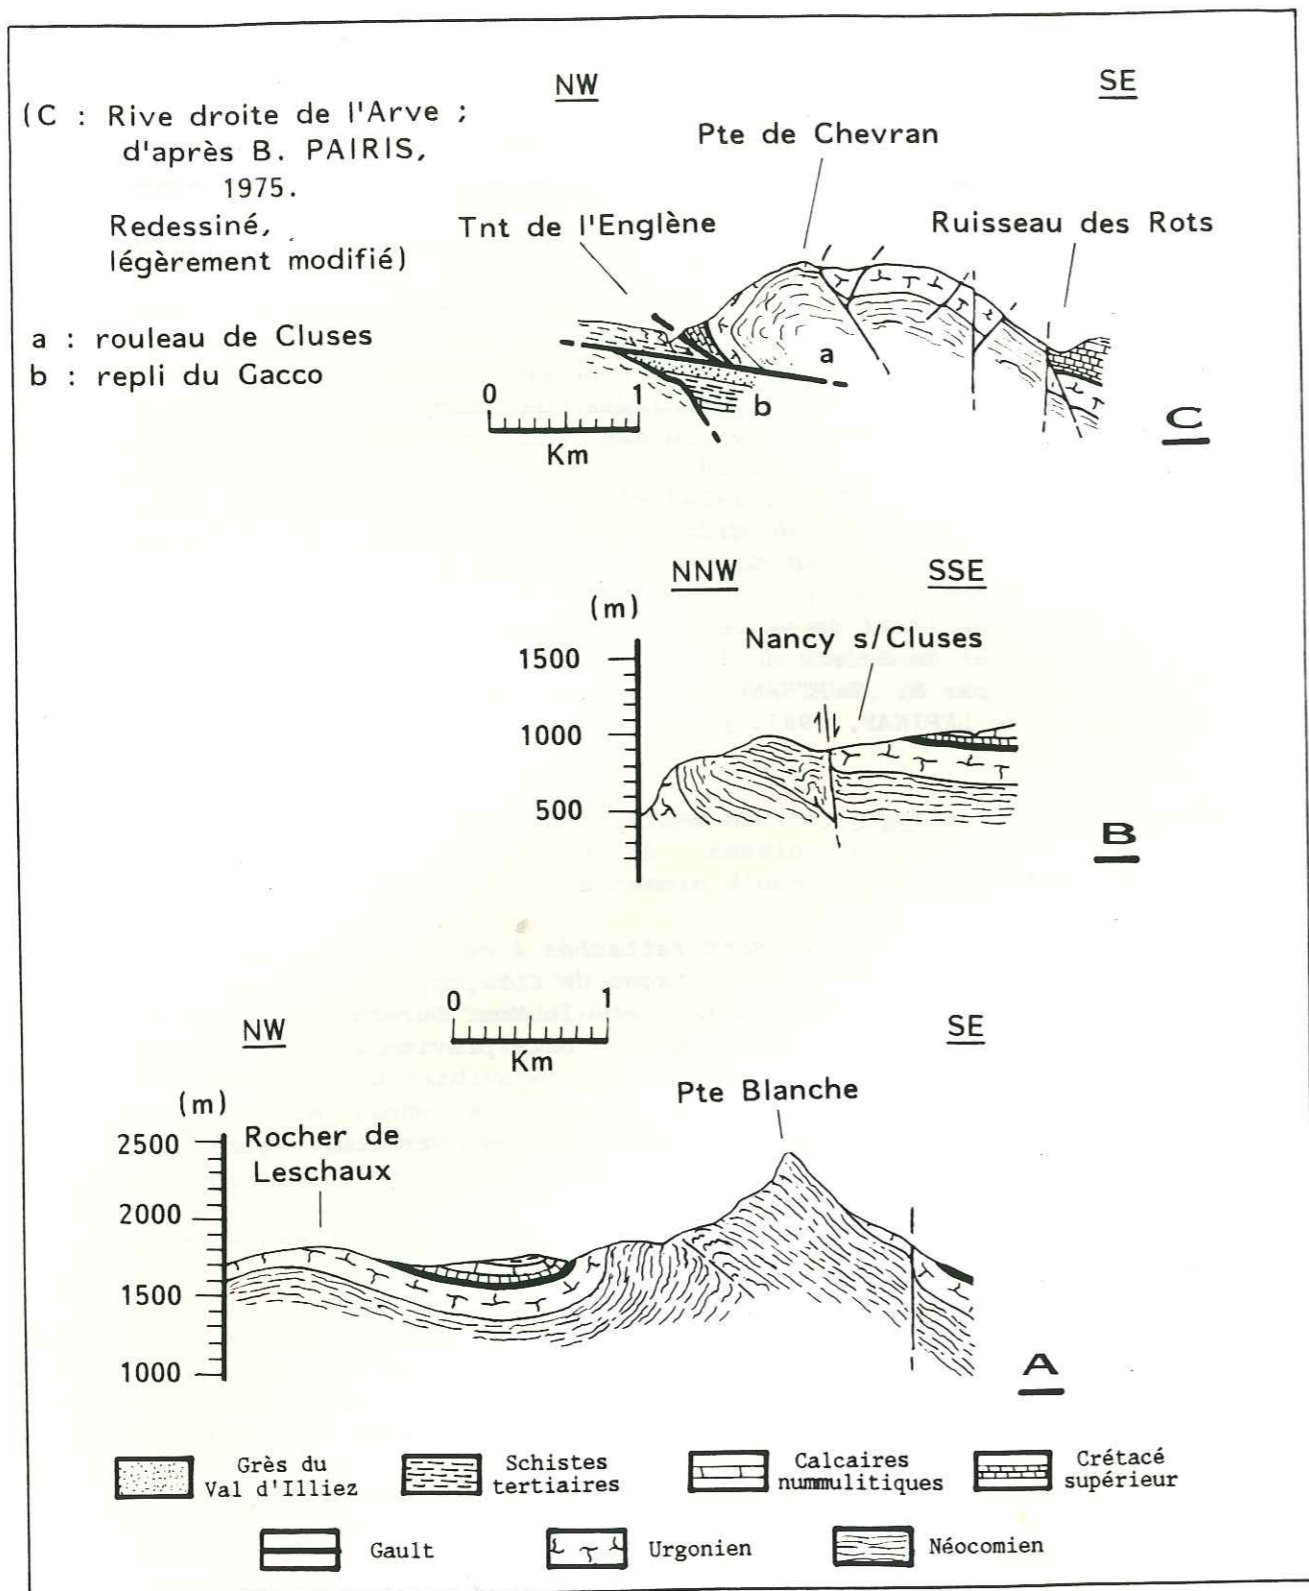 (C : Rive droite de l'Arve ;
d'après B. PAIRIS,
1975.
Redessiné,
légèrement modifié)
a : rouleau de Cluses
b : repli du Gacco
NW
SE
Pte de Chevran
Tnt de l'Englène
Ruisseau des Rots
a
b
0 1
Km
C
NNW
SSE
(m)
Nancy s/Cluses
1500
1000
500
B
0 1
Km
NW
SE
(m)
Pte Blanche
2500
Rocher de
Leschaux
2000
1500
1000
A
Grès du
Val d'Illiez
Schistes
tertiaires
Calcaires
nummulitiques
Crétacé
supérieur
Gault
Urgonien
Néocomien